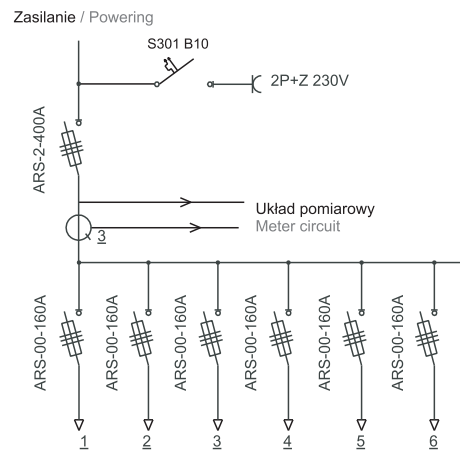 Zasilanie / Powering
S301 B10
2P+Z 230V
ARS-2-400A
Układ pomiarowy
Meter circuit
3
ARS-00-160A
ARS-00-160A
ARS-00-160A
ARS-00-160A
ARS-00-160A
ARS-00-160A
1
2
3
4
5
6